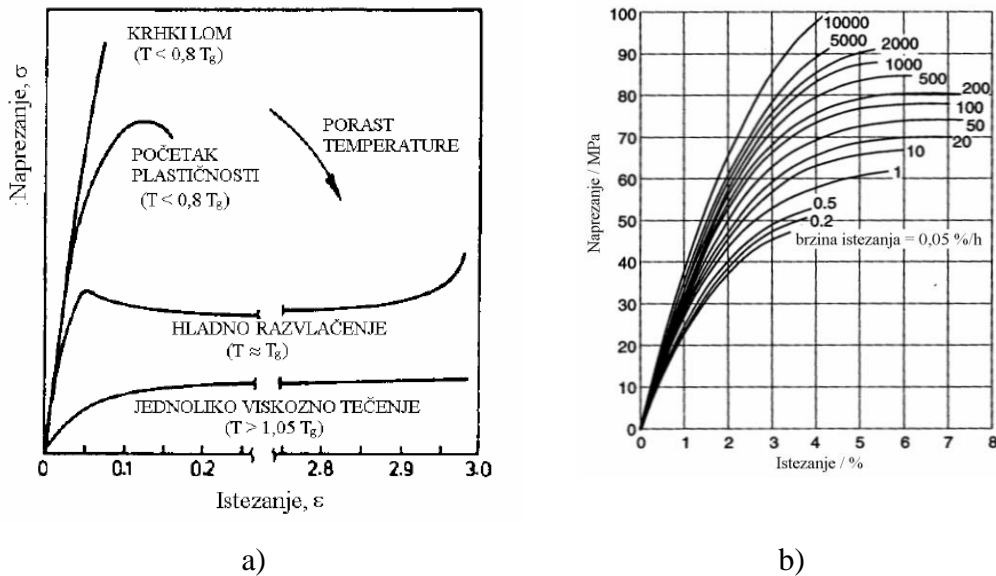 KRHKI LOM
(T < 0,8 Tg)
POČETAK
PLASTIČNOSTI
(T < 0,8 Tg)
PORAST
TEMPERATURE
HLADNO RAZVLAČENJE
(T ≈ Tg)
JEDNOLIKO VISKOZNO TEČENJE
(T > 1,05 Tg)
Naprezanje, σ
0 0.1 0.2 2.8 2.9 3.0
Istezanje, ε
a)
100
90
80
70
60
50
40
30
20
10
0
Naprezanje / MPa
10000
5000
2000
1000
500
200
100
50
20
10
1
0.5
0.2
brzina istezanja = 0,05 %/h
0 1 2 3 4 5 6 7 8
Istezanje / %
b)